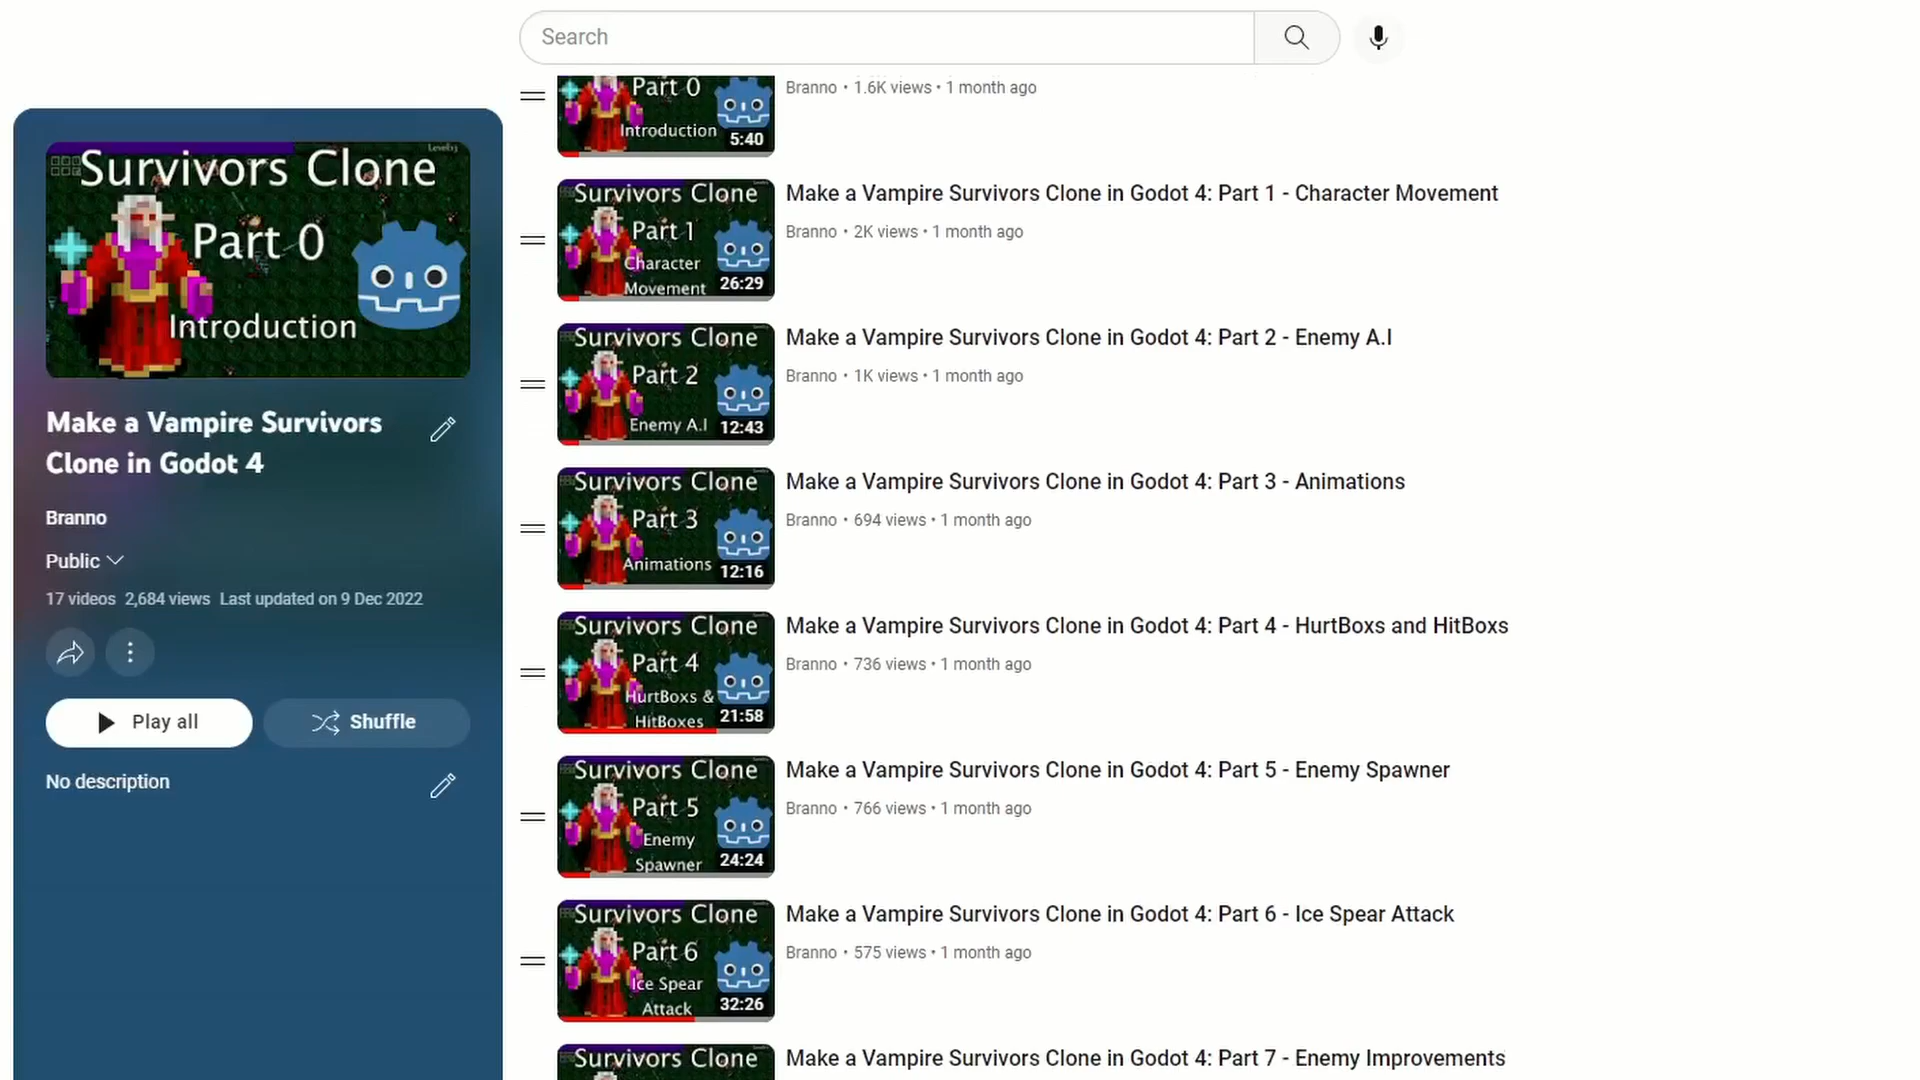 Search
Survivors Clone
Part 0
Introduction
Make a Vampire Survivors
Clone in Godot 4
Branno
Public
17 videos 2,684 views Last updated on 9 Dec 2022
Play all
Shuffle
No description
Part 0
Introduction
5:40
Branno • 1.6K views • 1 month ago
Survivors Clone
Part 1
Character
Movement
26:29
Make a Vampire Survivors Clone in Godot 4: Part 1 - Character Movement
Branno • 2K views • 1 month ago
Survivors Clone
Part 2
Enemy A.I
12:43
Make a Vampire Survivors Clone in Godot 4: Part 2 - Enemy A.I
Branno • 1K views • 1 month ago
Survivors Clone
Part 3
Animations
12:16
Make a Vampire Survivors Clone in Godot 4: Part 3 - Animations
Branno • 694 views • 1 month ago
Survivors Clone
Part 4
HurtBoxs &
HitBoxes
21:58
Make a Vampire Survivors Clone in Godot 4: Part 4 - HurtBoxs and HitBoxs
Branno • 736 views • 1 month ago
Survivors Clone
Part 5
Enemy
Spawner
24:24
Make a Vampire Survivors Clone in Godot 4: Part 5 - Enemy Spawner
Branno • 766 views • 1 month ago
Survivors Clone
Part 6
Ice Spear
Attack
32:26
Make a Vampire Survivors Clone in Godot 4: Part 6 - Ice Spear Attack
Branno • 575 views • 1 month ago
Survivors Clone
Make a Vampire Survivors Clone in Godot 4: Part 7 - Enemy Improvements